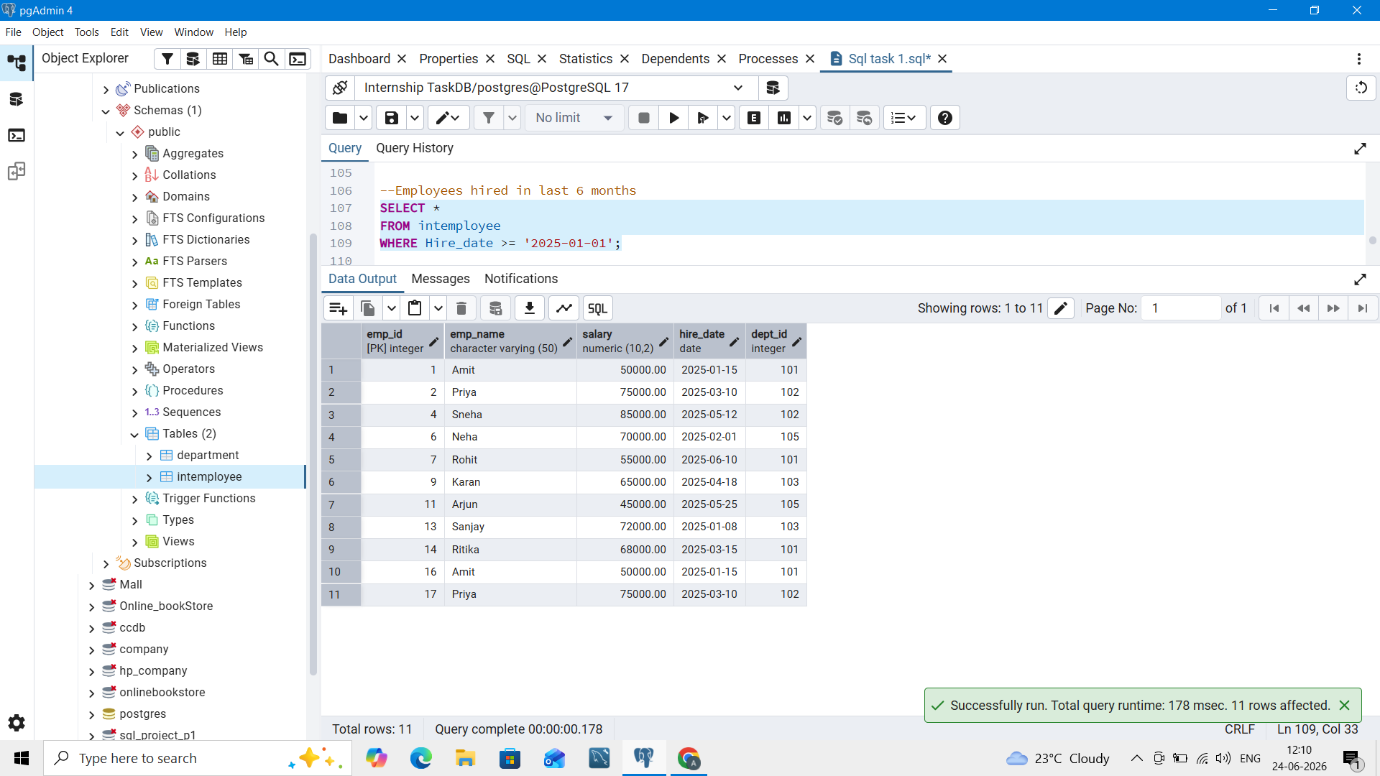 pgAdmin 4
File Object Tools Edit View Window Help
Object Explorer
Dashboard Properties SQL Statistics Dependents Processes Sql task 1.sql*
Publications
Schemas (1)
public
Aggregates
Collations
Domains
FTS Configurations
FTS Dictionaries
Aa FTS Parsers
FTS Templates
Foreign Tables
Functions
Materialized Views
Operators
Procedures
1..3 Sequences
Tables (2)
department
intemployee
Trigger Functions
Types
Views
Subscriptions
Mall
Online_bookStore
ccdb
company
hp_company
onlinebookstore
postgres
sql_project_p1
Internship TaskDB/postgres@PostgreSQL 17
No limit
E
Query Query History
105
106 --Employees hired in last 6 months
107 SELECT *
108 FROM intemployee
109 WHERE Hire_date >= '2025-01-01';
110
Data Output Messages Notifications
SQL
Showing rows: 1 to 11 Page No: 1 of 1
emp_id emp_name salary hire_date dept_id
[PK] integer character varying (50) numeric (10,2) date integer
1 1 Amit 50000.00 2025-01-15 101
2 2 Priya 75000.00 2025-03-10 102
3 4 Sneha 85000.00 2025-05-12 102
4 6 Neha 70000.00 2025-02-01 105
5 7 Rohit 55000.00 2025-06-10 101
6 9 Karan 65000.00 2025-04-18 103
7 11 Arjun 45000.00 2025-05-25 105
8 13 Sanjay 72000.00 2025-01-08 103
9 14 Ritika 68000.00 2025-03-15 101
10 16 Amit 50000.00 2025-01-15 101
11 17 Priya 75000.00 2025-03-10 102
Successfully run. Total query runtime: 178 msec. 11 rows affected.
Total rows: 11 Query complete 00:00:00.178 CRLF Ln 109, Col 33
Type here to search
23°C Cloudy
ENG
12:10
24-06-2026
1